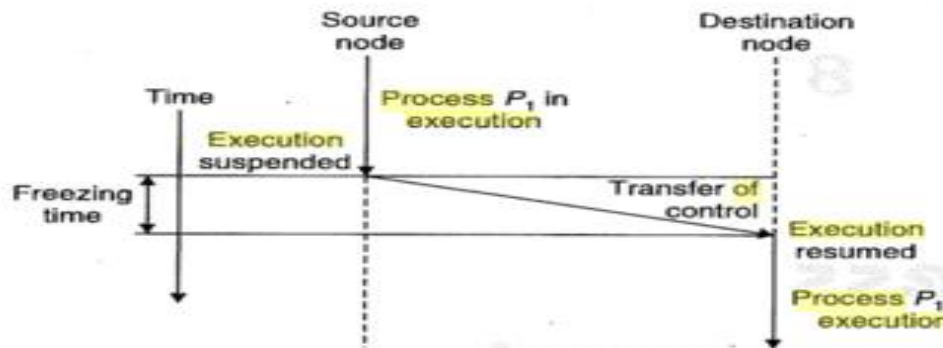 Source
node
Destination
node
Time
Process P₁ in
execution
Execution
suspended
Freezing
time
Transfer of
control
Execution
resumed
Process P₁
execution